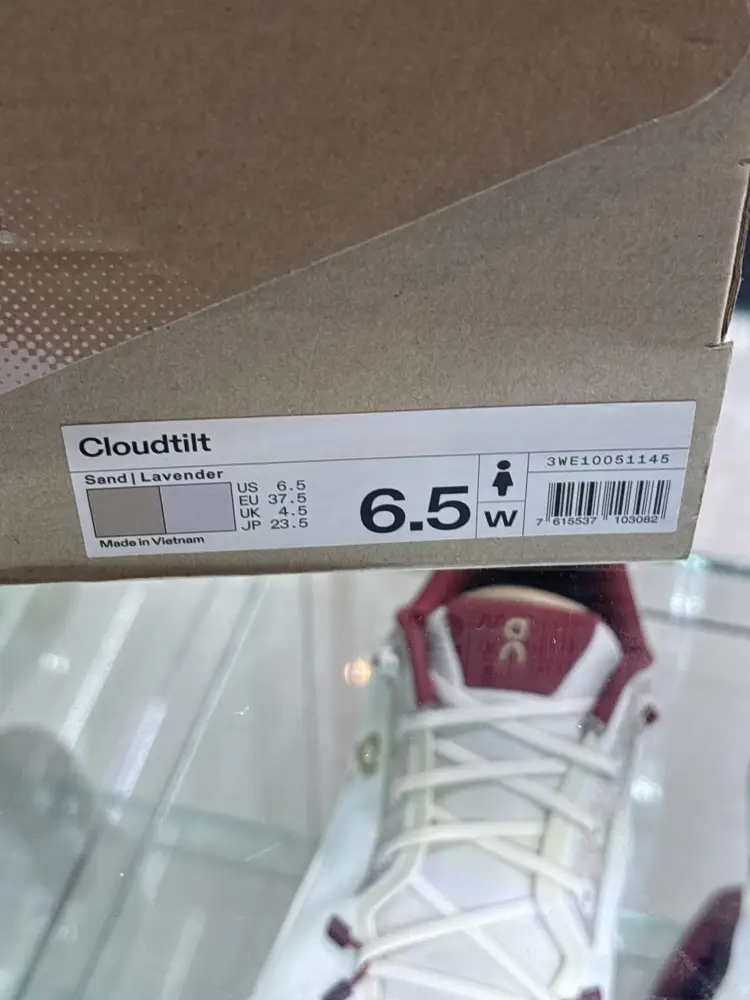 Cloudtilt
Sand | Lavender
US 6.5
EU 37.5
UK 4.5
JP 23.5
Made in Vietnam
6.5
W
3WE10051145
7 615537 103082